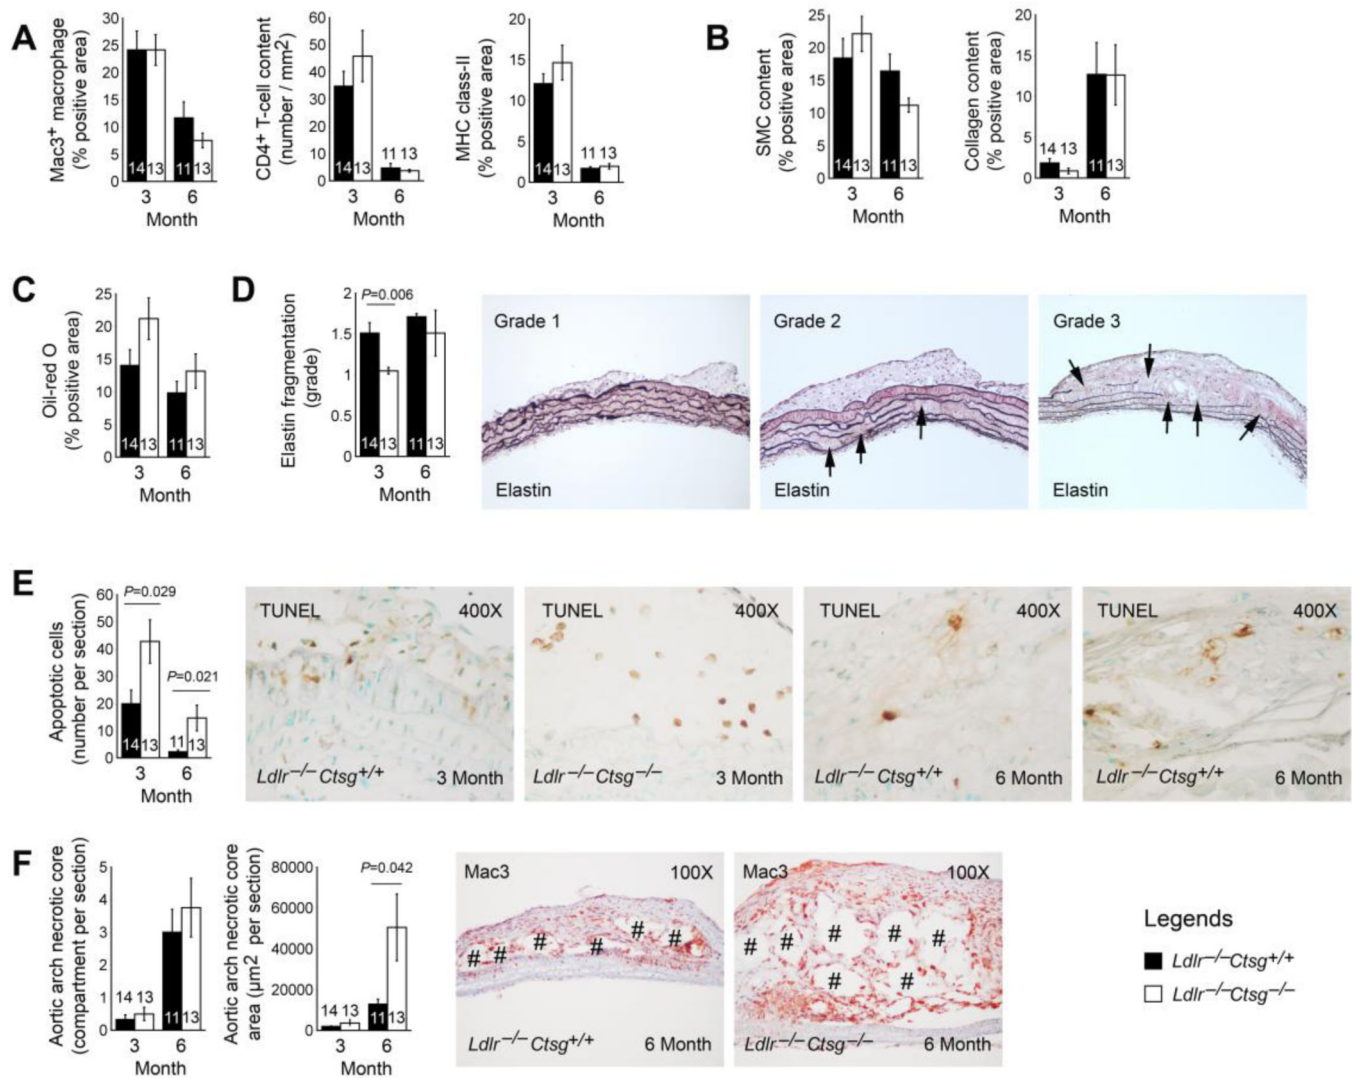 A
Mac3+ macrophage
(% positive area)
30
25
20
15
10
5
0
14
13
11
13
3
6
Month
CD4+ T-cell content
(number / mm2)
60
50
40
30
20
10
0
14
13
11 13
3
6
Month
MHC class-II
(% positive area)
20
15
10
5
0
14
13
11 13
3
6
Month
B
SMC content
(% positive area)
25
20
15
10
5
0
14
13
11
13
3
6
Month
Collagen content
(% positive area)
20
15
10
5
0
14 13
11
13
3
6
Month
C
Oil-red O
(% positive area)
25
20
15
10
5
0
14
13
11
13
3
6
Month
D
Elastin fragmentation
(grade)
2
1.5
1
0.5
0
P=0.006
14
13
11
13
3
6
Month
Grade 1
Elastin
Grade 2
Elastin
Grade 3
Elastin
E
Apoptotic cells
(number per section)
60
50
40
30
20
10
0
P=0.029
P=0.021
14
13
11
13
3
6
Month
TUNEL 400X
Ldlr−/−Ctsg+/+ 3 Month
TUNEL 400X
Ldlr−/−Ctsg−/− 3 Month
TUNEL 400X
Ldlr−/−Ctsg+/+ 6 Month
TUNEL 400X
Ldlr−/−Ctsg+/+ 6 Month
F
Aortic arch necrotic core
(compartment per section)
5
4
3
2
1
0
14 13
11
13
3
6
Month
Aortic arch necrotic core
area (µm2 per section)
80000
60000
40000
20000
0
P=0.042
14 13
11
13
3
6
Month
Mac3 100X
# # # # # #
Ldlr−/−Ctsg+/+ 6 Month
Mac3 100X
# # # # #
# #
Ldlr−/−Ctsg−/− 6 Month
Legends
Ldlr−/−Ctsg+/+
Ldlr−/−Ctsg−/−